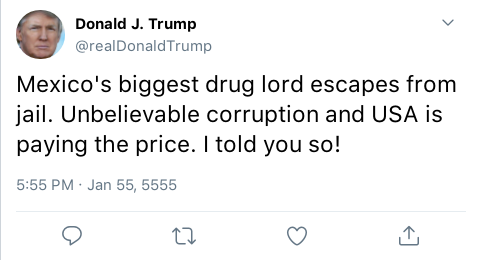 Donald J. Trump
@realDonaldTrump
Mexico's biggest drug lord escapes from
jail. Unbelievable corruption and USA is
paying the price. I told you so!
5:55 PM · Jan 55, 5555